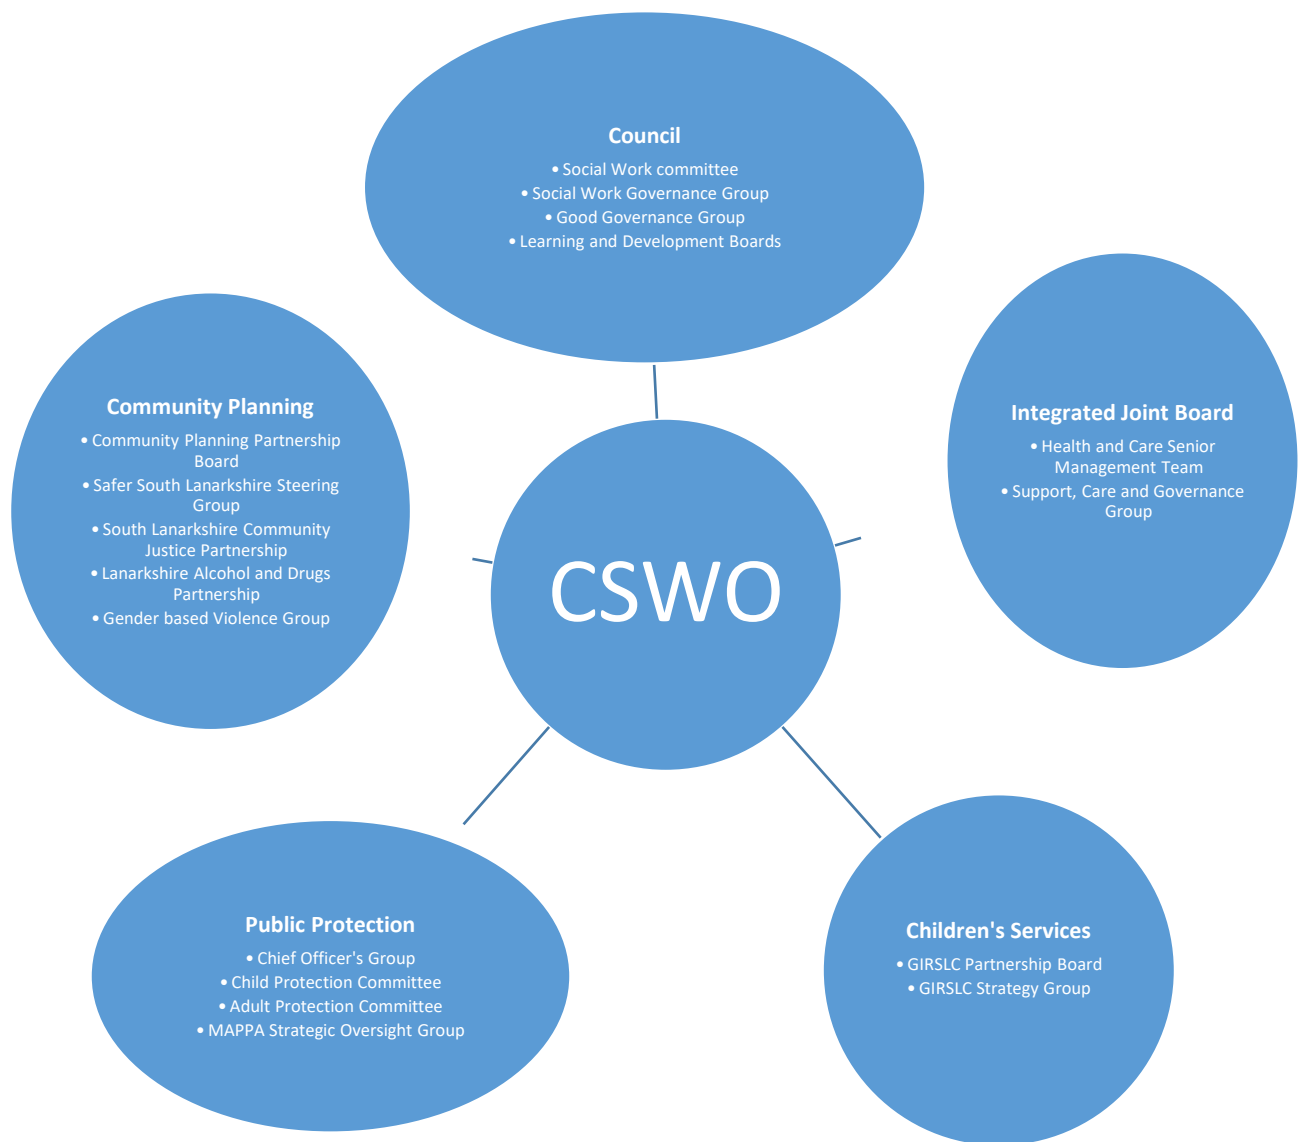 Council
• Social Work committee
• Social Work Governance Group
• Good Governance Group
• Learning and Development Boards
Community Planning
• Community Planning Partnership
Board
• Safer South Lanarkshire Steering
Group
• South Lanarkshire Community
Justice Partnership
• Lanarkshire Alcohol and Drugs
Partnership
• Gender based Violence Group
Integrated Joint Board
• Health and Care Senior
Management Team
• Support, Care and Governance
Group
CSWO
Public Protection
• Chief Officer's Group
• Child Protection Committee
• Adult Protection Committee
• MAPPA Strategic Oversight Group
Children's Services
• GIRSLC Partnership Board
• GIRSLC Strategy Group